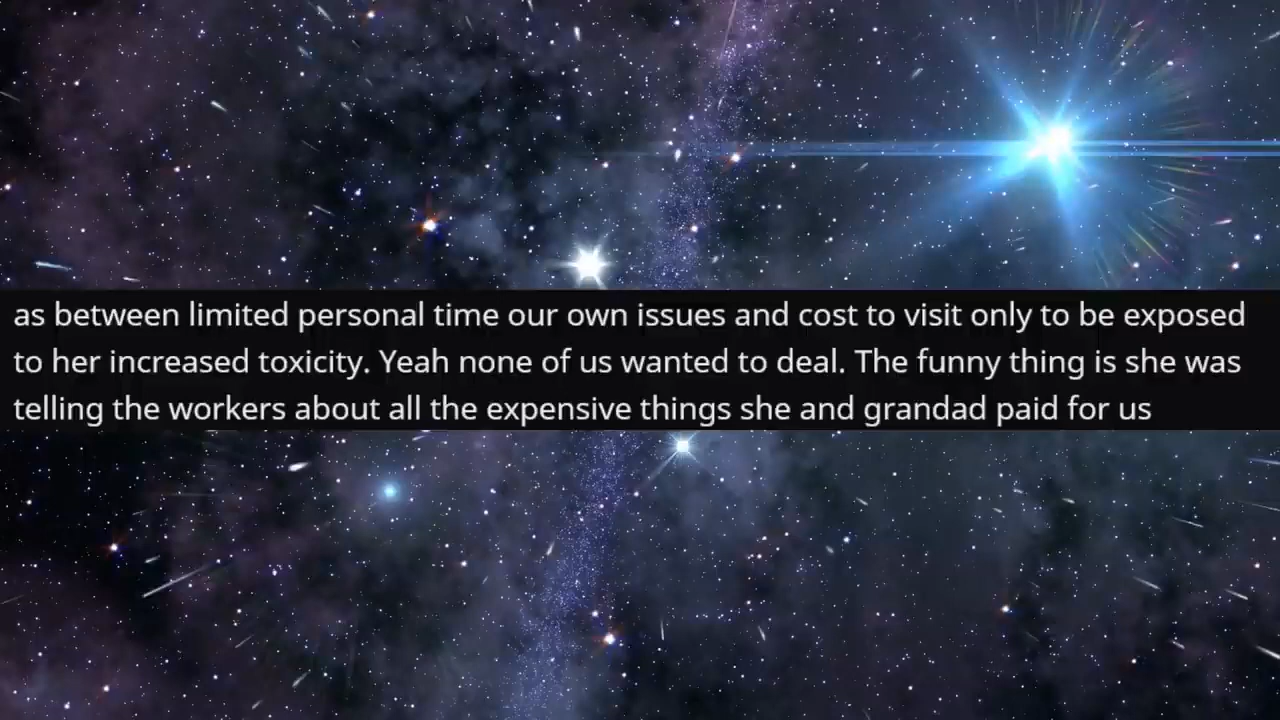 as between limited personal time our own issues and cost to visit only to be exposed
to her increased toxicity. Yeah none of us wanted to deal. The funny thing is she was
telling the workers about all the expensive things she and grandad paid for us